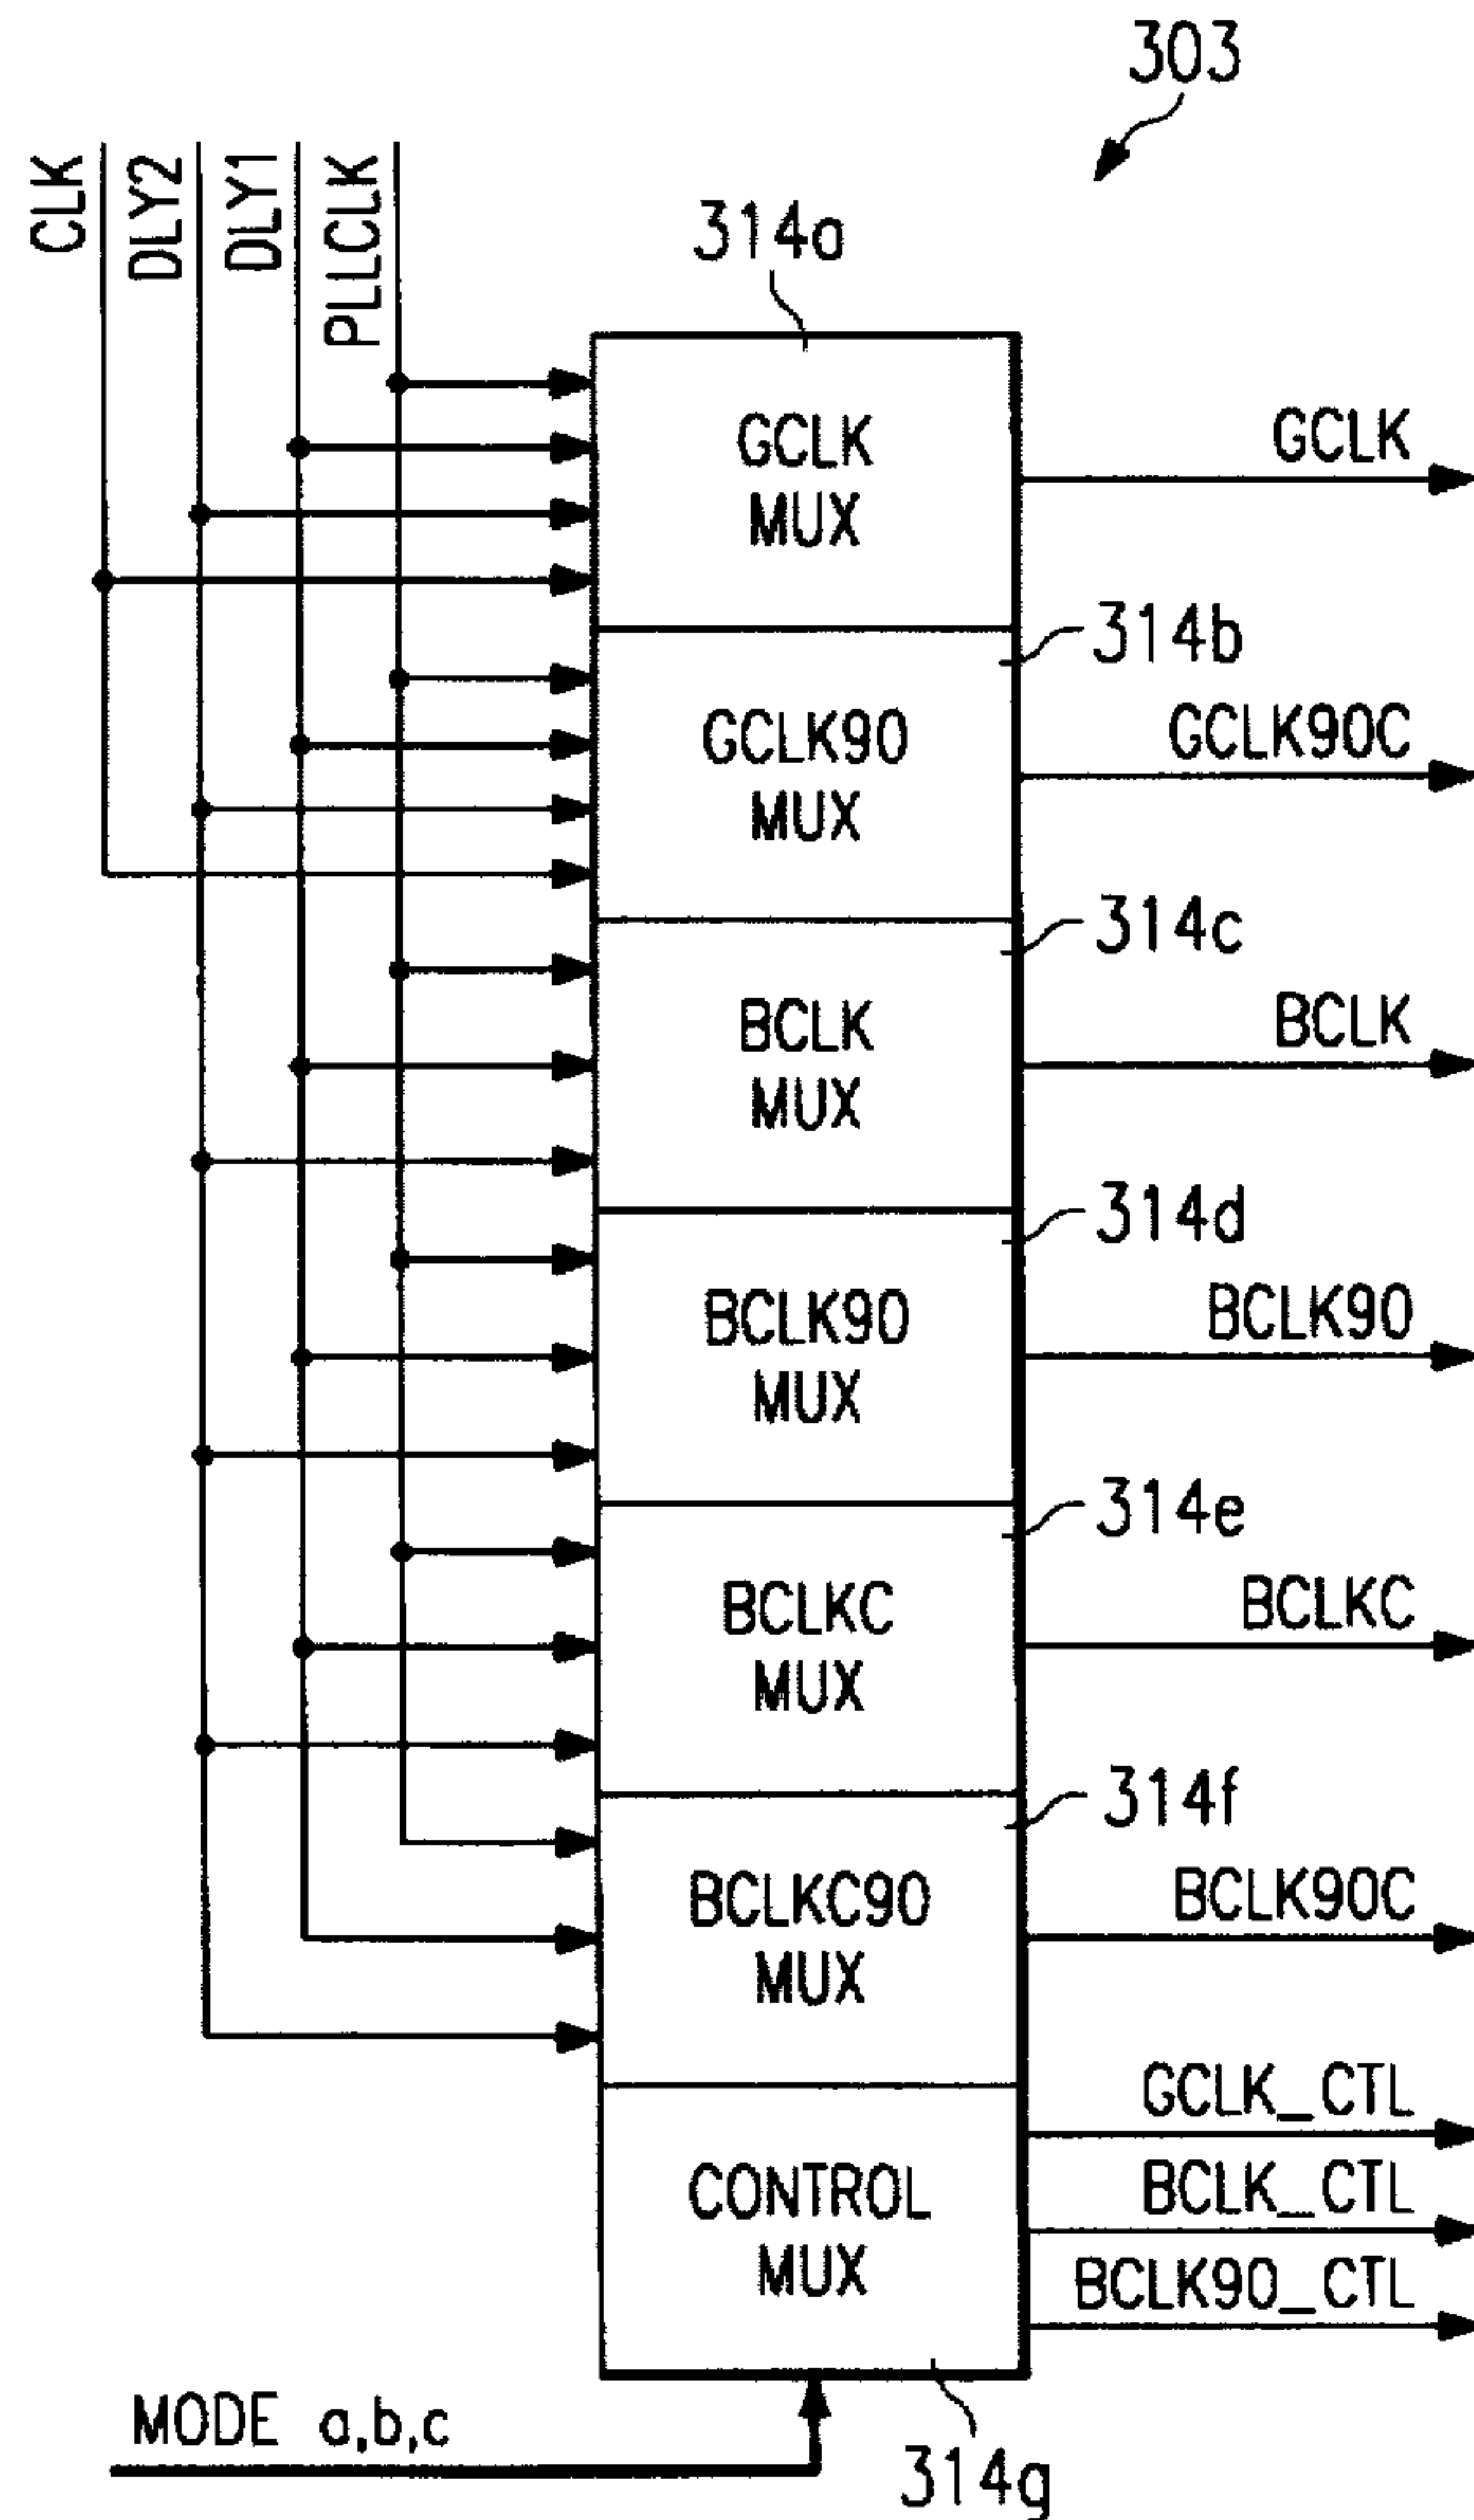 303
CLK
DLY2
DLY1
PLLCLK
314a
GCLK
MUX
GCLK
314b
GCLK90
MUX
GCLK90C
314c
BCLK
MUX
BCLK
314d
BCLK90
MUX
BCLK90
314e
BCLKC
MUX
BCLKC
314f
BCLKC90
MUX
BCLK90C
CONTROL
MUX
GCLK_CTL
BCLK_CTL
BCLK90_CTL
MODE a,b,c
314g